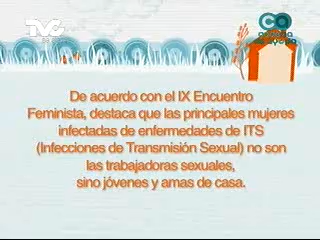 TVC
De acuerdo con el IX Encuentro
Feminista, destaca que las principales mujeres
infectadas de enfermedades de ITS
(Infecciones de Transmisión Sexual) no son
las trabajadoras sexuales,
sino jóvenes y amas de casa.